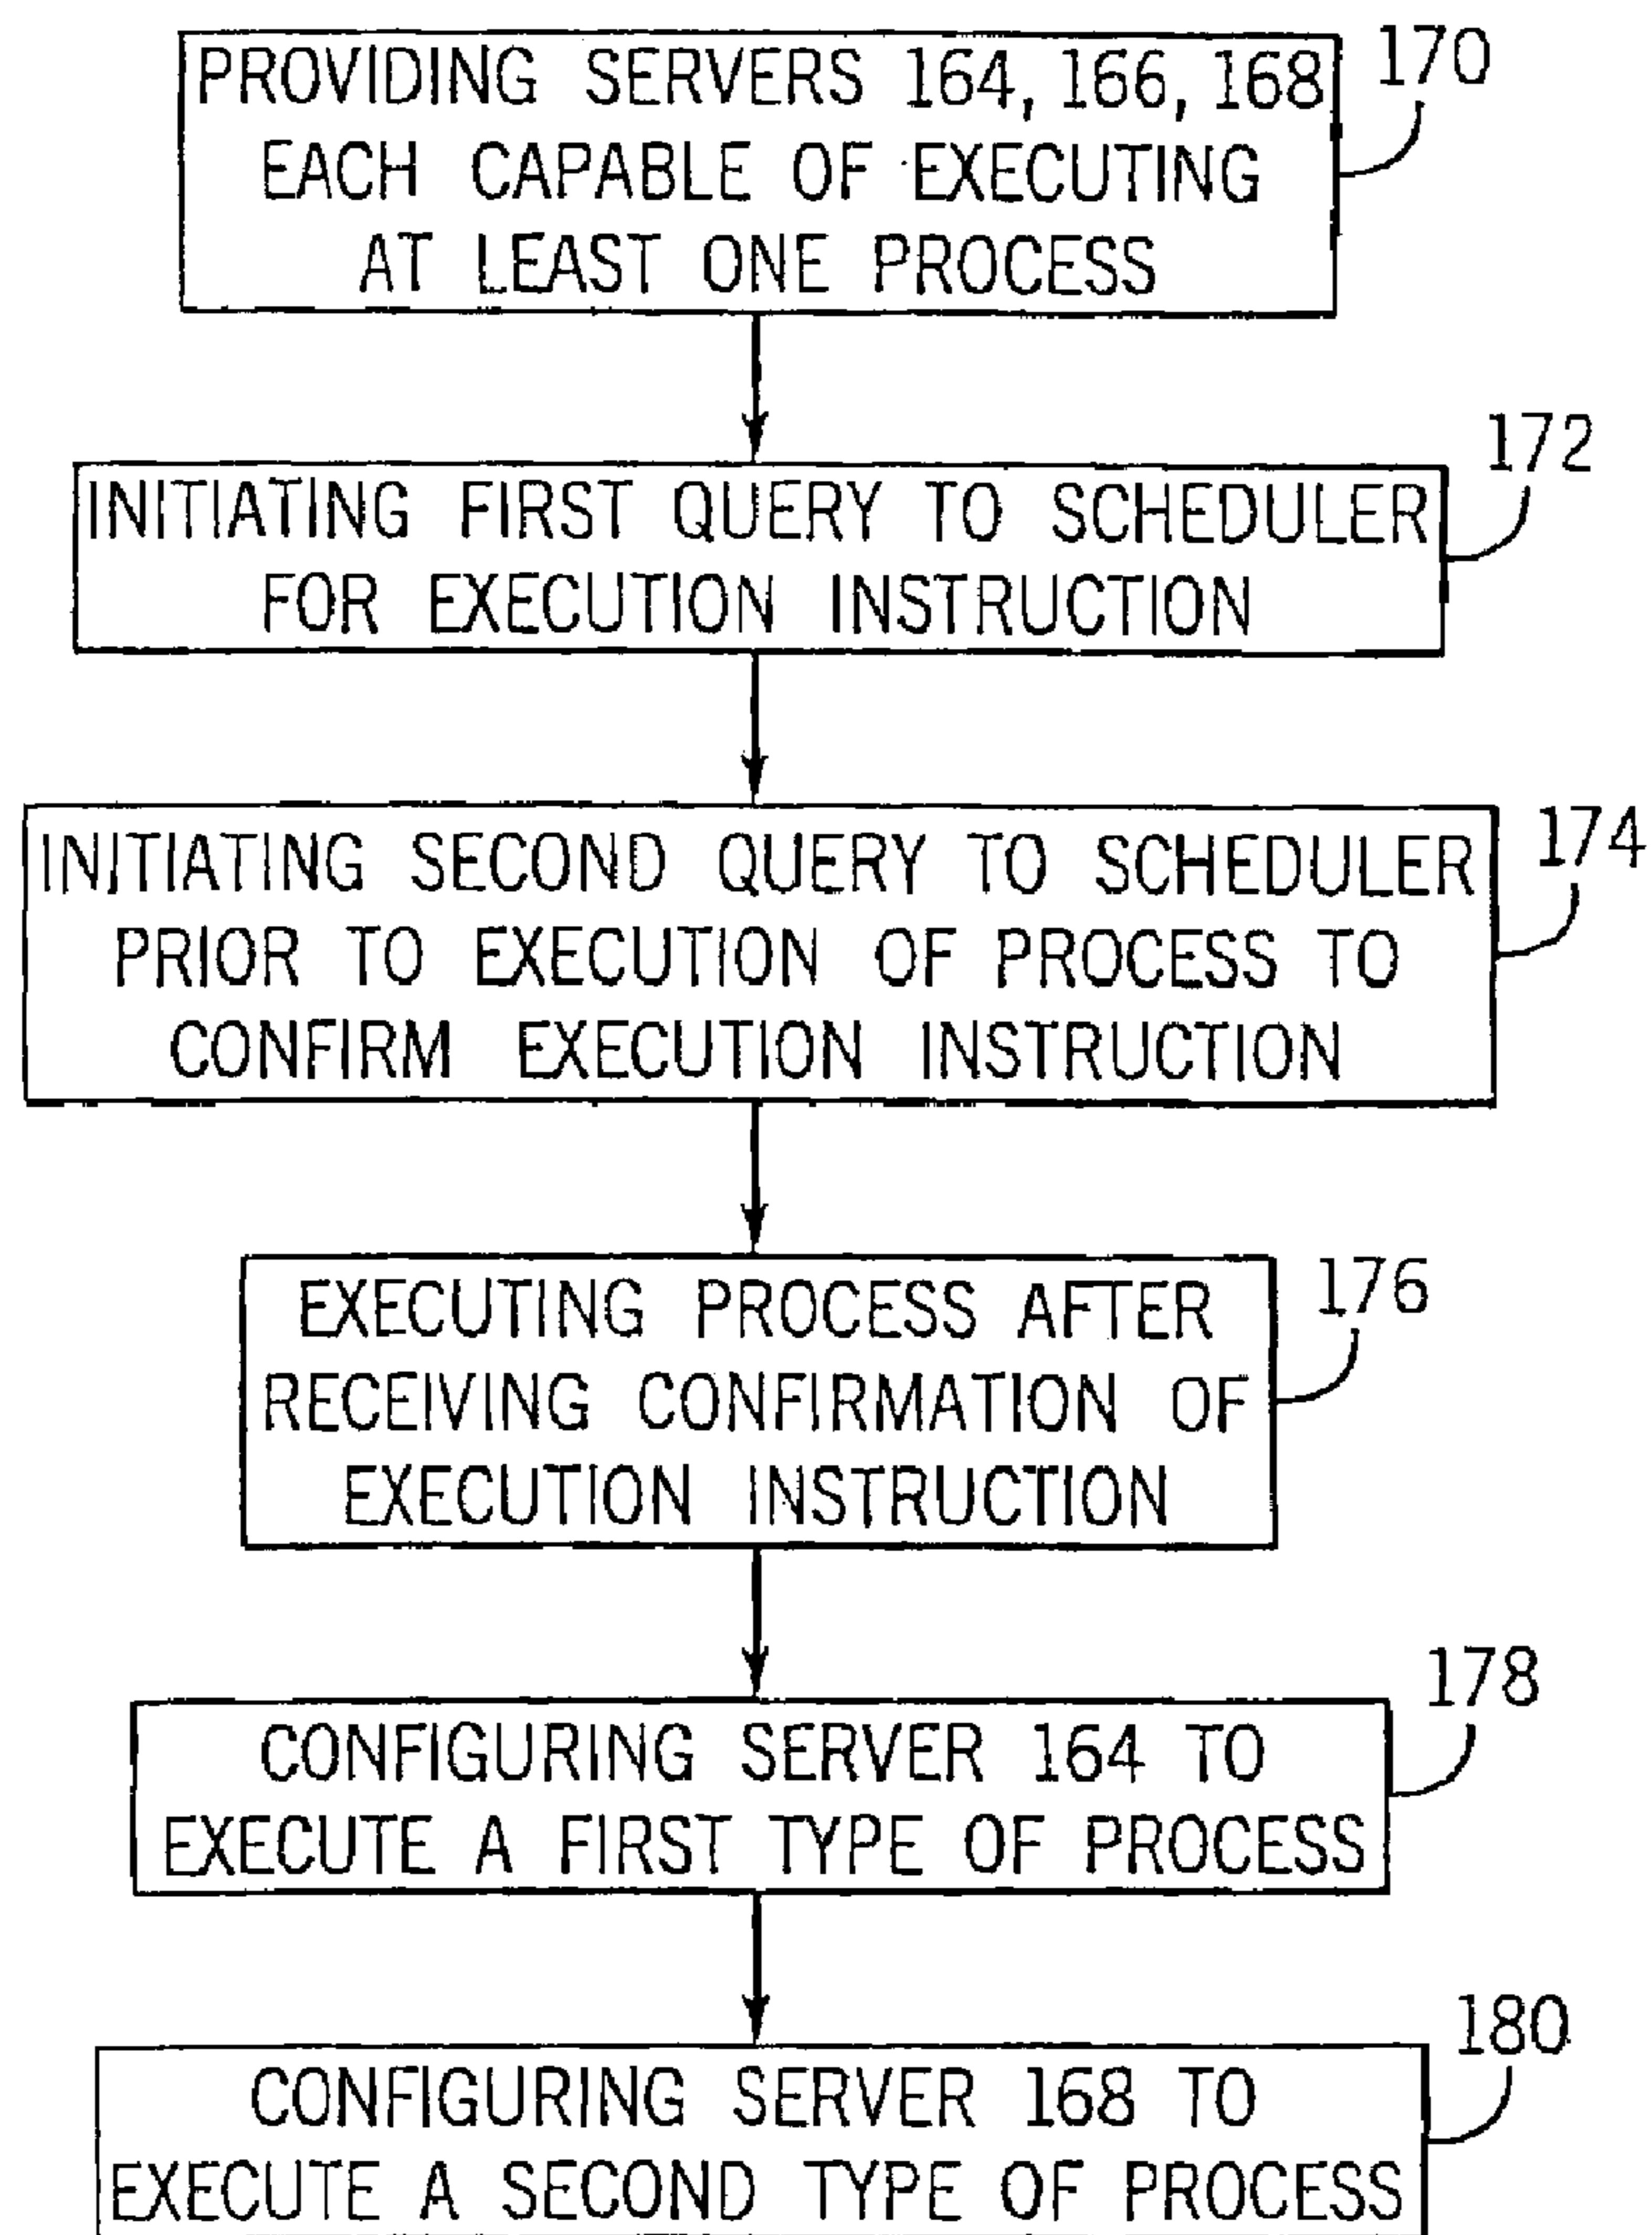 PROVIDING SERVERS 164, 166, 168
EACH CAPABLE OF EXECUTING
AT LEAST ONE PROCESS
170
INITIATING FIRST QUERY TO SCHEDULER
FOR EXECUTION INSTRUCTION
172
INITIATING SECOND QUERY TO SCHEDULER
PRIOR TO EXECUTION OF PROCESS TO
CONFIRM EXECUTION INSTRUCTION
174
EXECUTING PROCESS AFTER
RECEIVING CONFIRMATION OF
EXECUTION INSTRUCTION
176
CONFIGURING SERVER 164 TO
EXECUTE A FIRST TYPE OF PROCESS
178
CONFIGURING SERVER 168 TO
EXECUTE A SECOND TYPE OF PROCESS
180